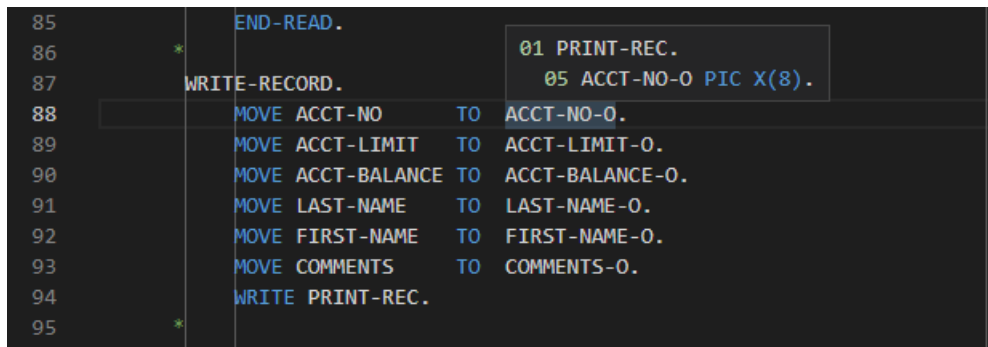 85 END-READ.
86 *
87 WRITE-RECORD.
88 MOVE ACCT-NO TO ACCT-NO-O.
89 MOVE ACCT-LIMIT TO ACCT-LIMIT-O.
90 MOVE ACCT-BALANCE TO ACCT-BALANCE-O.
91 MOVE LAST-NAME TO LAST-NAME-O.
92 MOVE FIRST-NAME TO FIRST-NAME-O.
93 MOVE COMMENTS TO COMMENTS-O.
94 WRITE PRINT-REC.
95 *
01 PRINT-REC.
05 ACCT-NO-O PIC X(8).